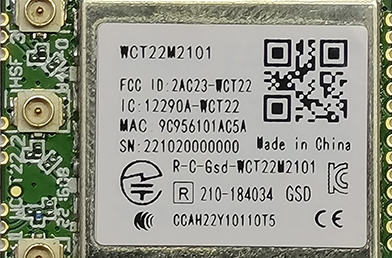 WCT22M2101
FCC ID:2AC23-WCT22
IC:12290A-WCT22
MAC 9C956101AC5A
SN:221020000000 Made in China
R-C-Gsd-WCT22M2101
R 210-184034 GSD
CCAH22Y10110T5 CE